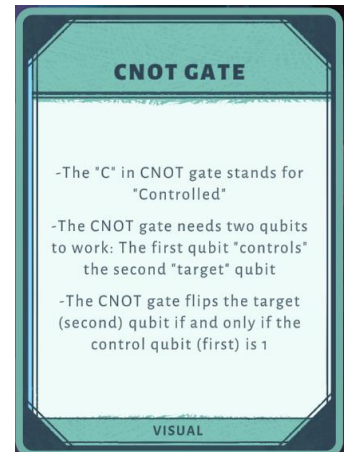 CNOT GATE
-The "C" in CNOT gate stands for
"Controlled"
-The CNOT gate needs two qubits
to work: The first qubit "controls"
the second "target" qubit
-The CNOT gate flips the target
(second) qubit if and only if the
control qubit (first) is 1
VISUAL